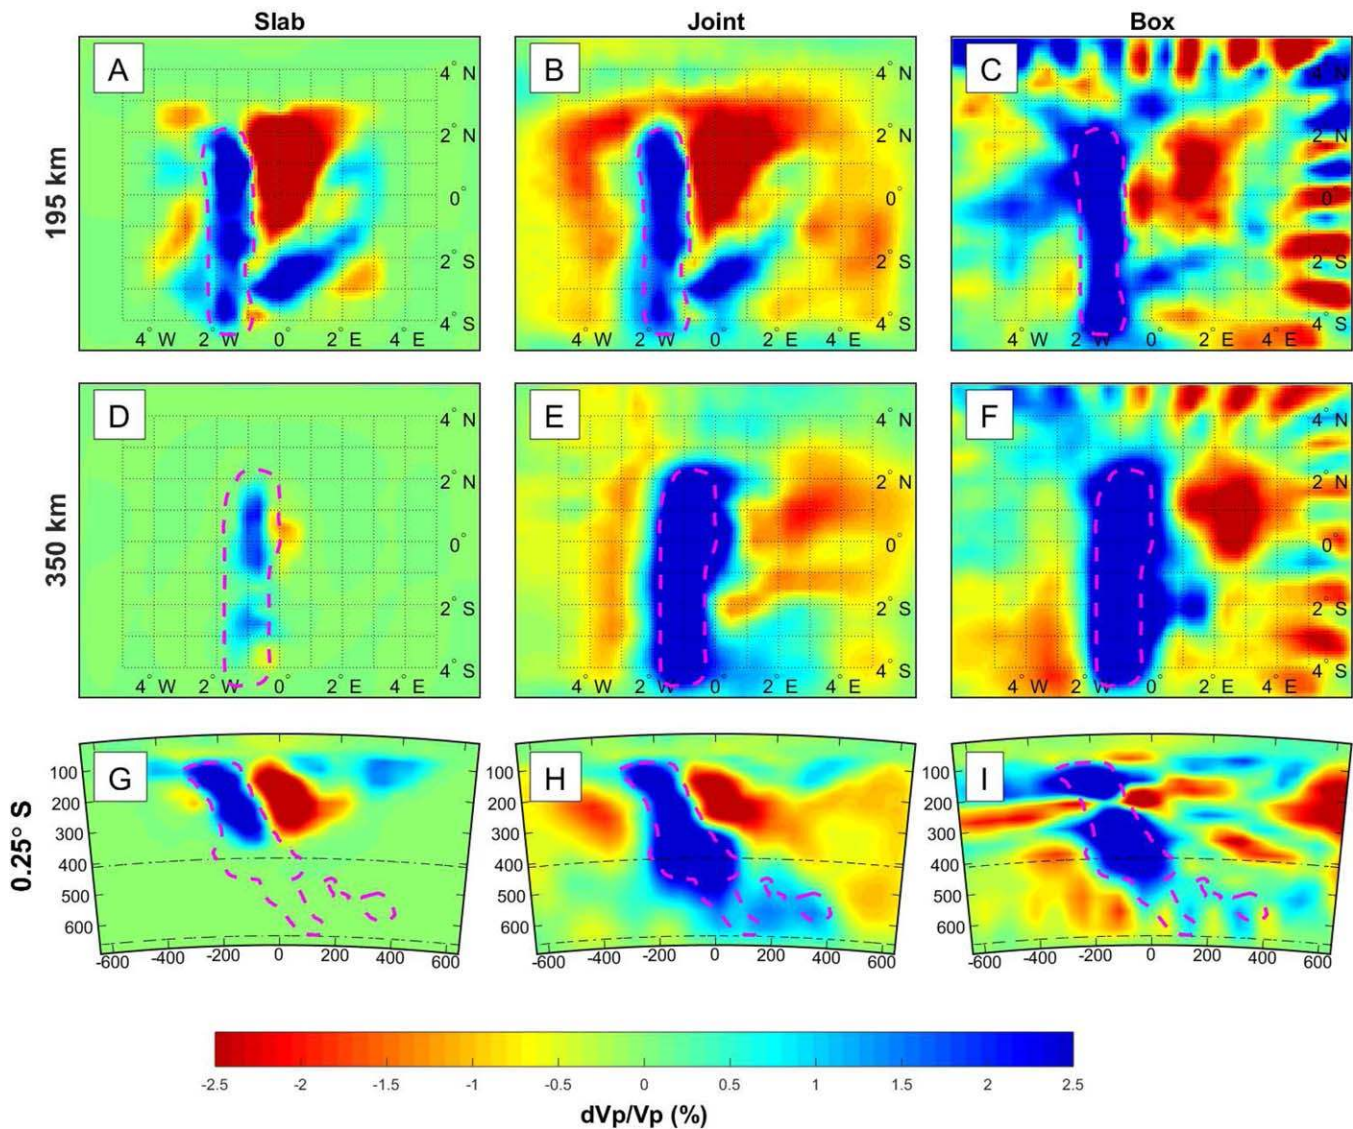 Slab Joint Box
195 km
A B C
4° N 4° N 4° N
2° N 2° N 2° N
0° 0° 0°
2° S 2° S 2° S
4° S 4° S 4° S
4° W 2° W 0° 2° E 4° W 2° W 0° 2° E 4° W 2° W 0° 2° E 4° E
350 km
D E F
4° N 4° N 4° N
2° N 2° N 2° N
0° 0° 0°
2° S 2° S 2° S
4° S 4° S 4° S
4° W 2° W 0° 2° E 4° W 2° W 0° 2° E 4° W 2° W 0° 2° E 4° E
0.25° S
G H I
100 100 100
200 200 200
300 300 300
400 400 400
500 500 500
600 600 600
-600 -400 -200 0 200 400 600 -600 -400 -200 0 200 400 600 -600 -400 -200 0 200 400 600
-2.5 -2 -1.5 -1 -0.5 0 0.5 1 1.5 2 2.5
dVp/Vp (%)